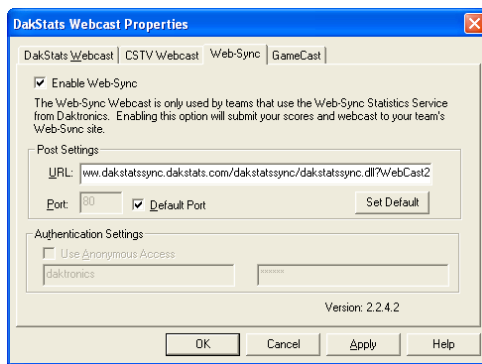 DakStats Webcast Properties
DakStats Webcast CSTV Webcast Web-Sync GameCast
Enable Web-Sync
The Web-Sync Webcast is only used by teams that use the Web-Sync Statistics Service
from Daktronics. Enabling this option will submit your scores and webcast to your team's
Web-Sync site.
Post Settings
URL: ww.dakstatssync.dakstats.com/dakstatssync/dakstatssync.dll?WebCast2
Port: 80 Default Port Set Default
Authentication Settings
Use Anonymous Access
daktronics ******
Version: 2.2.4.2
OK Cancel Apply Help